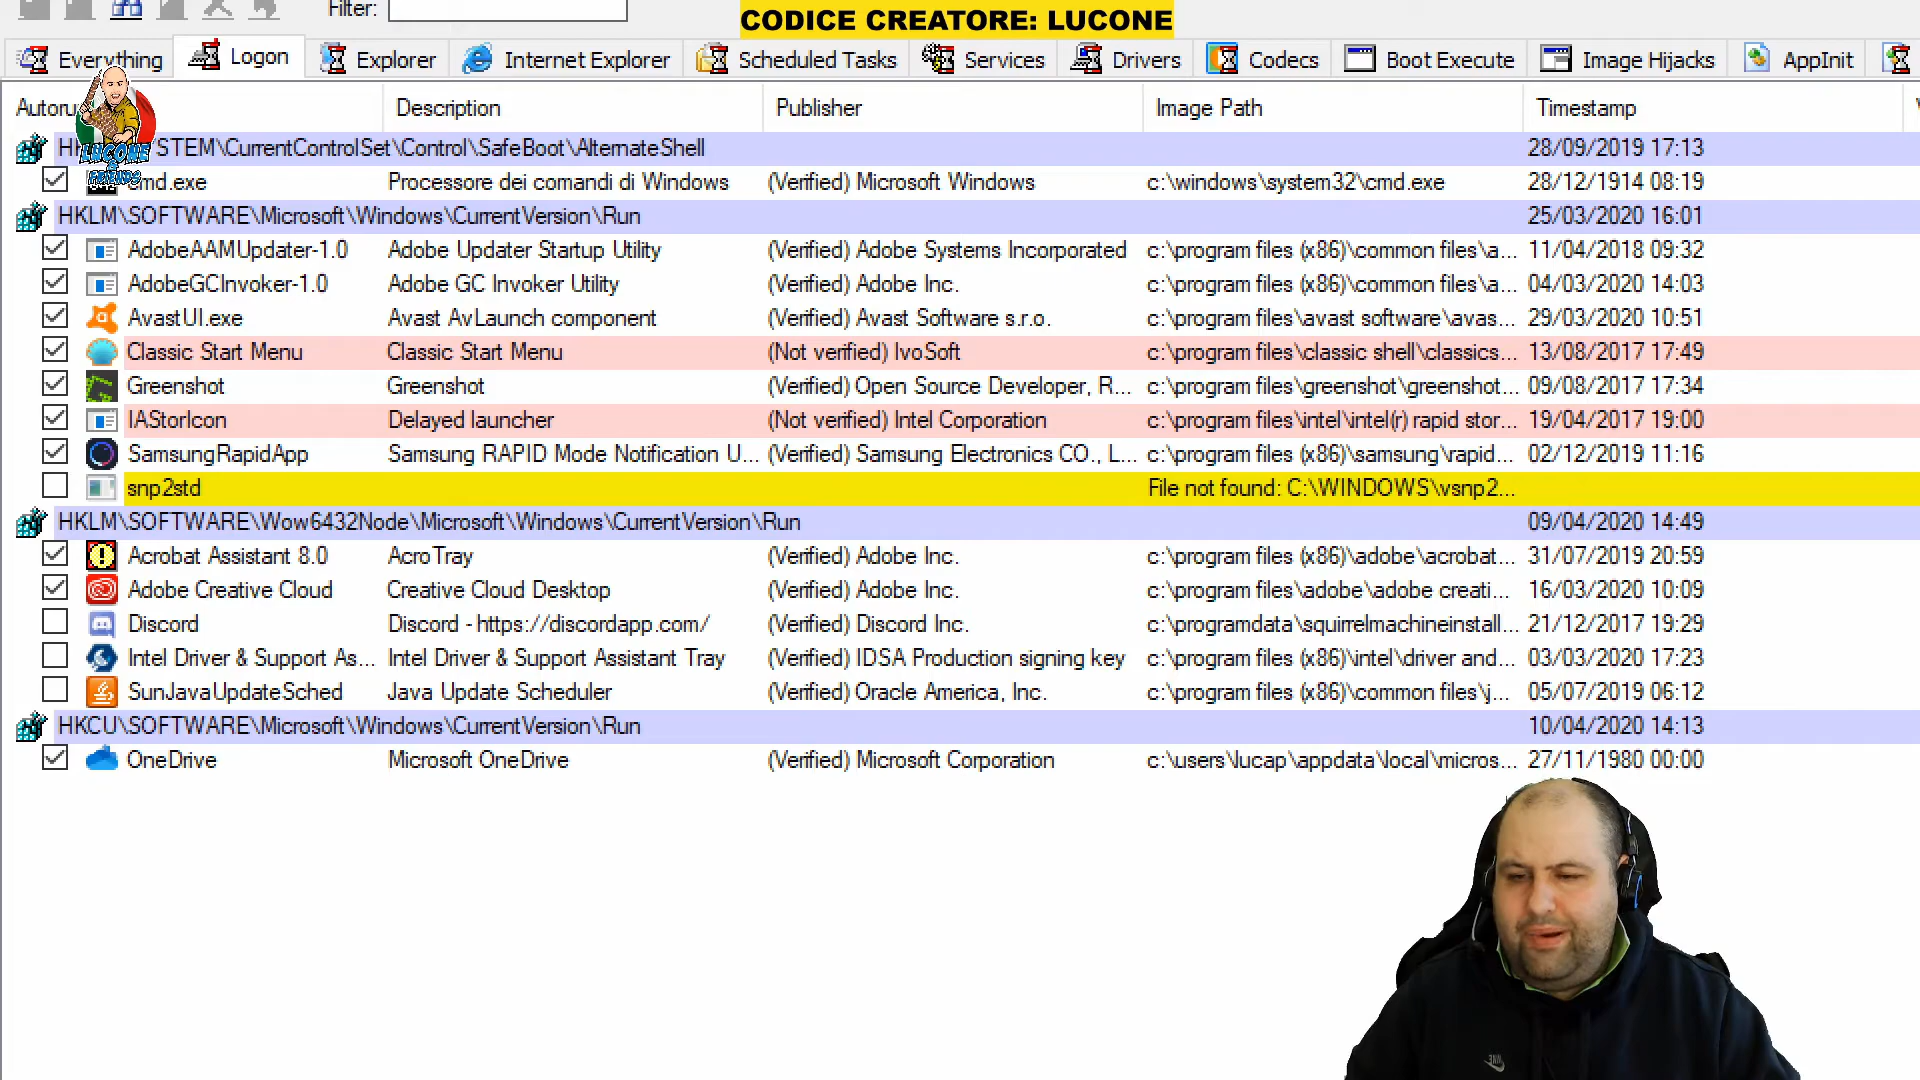 Filter:
CODICE CREATORE: LUCONE
Everything Logon Explorer Internet Explorer Scheduled Tasks Services Drivers Codecs Boot Execute Image Hijacks AppInit
Description Publisher Image Path Timestamp
STEM\CurrentControlSet\Control\SafeBoot\AlternateShell 28/09/2019 17:13
LUCONE
FRIENDS
cmd.exe Processore dei comandi di Windows (Verified) Microsoft Windows c:\windows\system32\cmd.exe 28/12/1914 08:19
HKLM\SOFTWARE\Microsoft\Windows\CurrentVersion\Run 25/03/2020 16:01
AdobeAAMUpdater-1.0 Adobe Updater Startup Utility (Verified) Adobe Systems Incorporated c:\program files (x86)\common files\a... 11/04/2018 09:32
AdobeGCInvoker-1.0 Adobe GC Invoker Utility (Verified) Adobe Inc. c:\program files (x86)\common files\a... 04/03/2020 14:03
AvastUI.exe Avast AvLaunch component (Verified) Avast Software s.r.o. c:\program files\avast software\avas... 29/03/2020 10:51
Classic Start Menu Classic Start Menu (Not verified) IvoSoft c:\program files\classic shell\classics... 13/08/2017 17:49
Greenshot Greenshot (Verified) Open Source Developer, R... c:\program files\greenshot\greenshot... 09/08/2017 17:34
IAStorIcon Delayed launcher (Not verified) Intel Corporation c:\program files\intel\intel(r) rapid stor... 19/04/2017 19:00
SamsungRapidApp Samsung RAPID Mode Notification U... (Verified) Samsung Electronics CO., L... c:\program files (x86)\samsung\rapid... 02/12/2019 11:16
snp2std File not found: C:\WINDOWS\vsnp2...
HKLM\SOFTWARE\Wow6432Node\Microsoft\Windows\CurrentVersion\Run 09/04/2020 14:49
Acrobat Assistant 8.0 AcroTray (Verified) Adobe Inc. c:\program files (x86)\adobe\acrobat... 31/07/2019 20:59
Adobe Creative Cloud Creative Cloud Desktop (Verified) Adobe Inc. c:\program files\adobe\adobe creati... 16/03/2020 10:09
Discord Discord - https://discordapp.com/ (Verified) Discord Inc. c:\programdata\squirrelmachineinstall... 21/12/2017 19:29
Intel Driver & Support As... Intel Driver & Support Assistant Tray (Verified) IDSA Production signing key c:\program files (x86)\intel\driver and... 03/03/2020 17:23
SunJavaUpdateSched Java Update Scheduler (Verified) Oracle America, Inc. c:\program files (x86)\common files\j... 05/07/2019 06:12
HKCU\SOFTWARE\Microsoft\Windows\CurrentVersion\Run 10/04/2020 14:13
OneDrive Microsoft OneDrive (Verified) Microsoft Corporation c:\users\lucap\appdata\local\micros... 27/11/1980 00:00